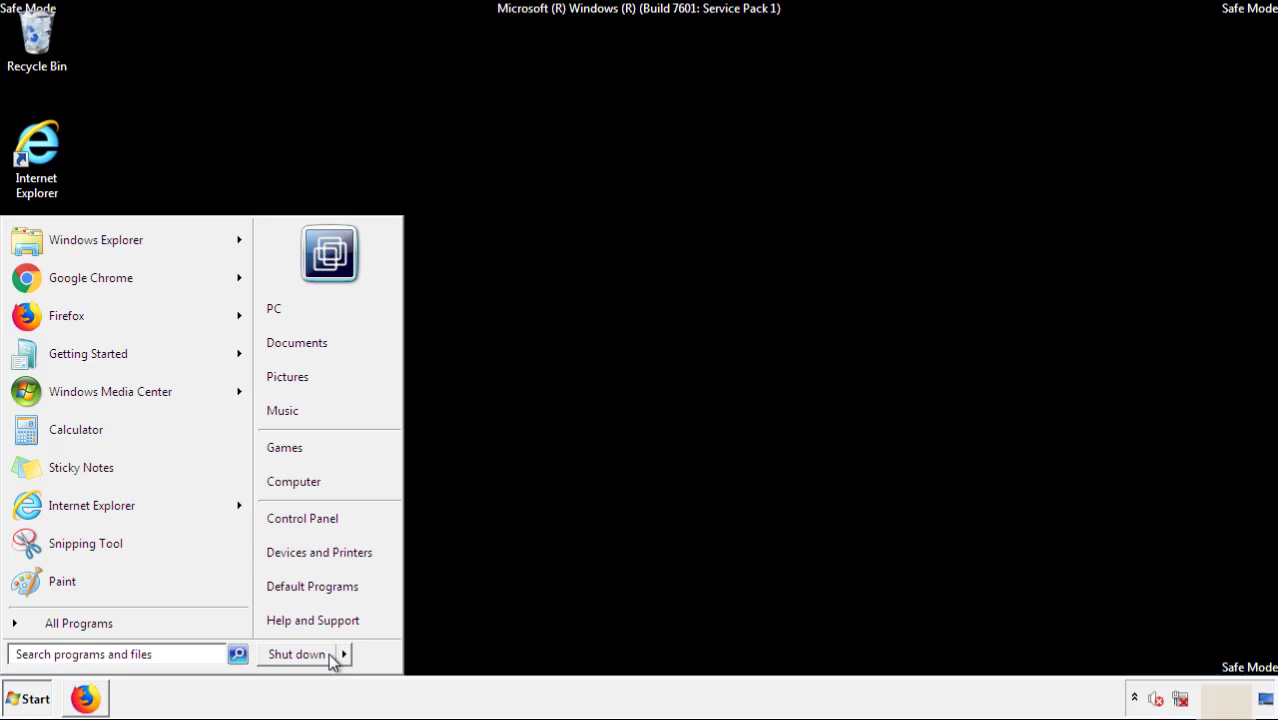 Safe Mode
Microsoft (R) Windows (R) (Build 7601: Service Pack 1)
Safe Mode
Recycle Bin
Internet
Explorer
Windows Explorer
Google Chrome
Firefox
Getting Started
Windows Media Center
Calculator
Sticky Notes
Internet Explorer
Snipping Tool
Paint
All Programs
Search programs and files
PC
Documents
Pictures
Music
Games
Computer
Control Panel
Devices and Printers
Default Programs
Help and Support
Shut down
Safe Mode
Start